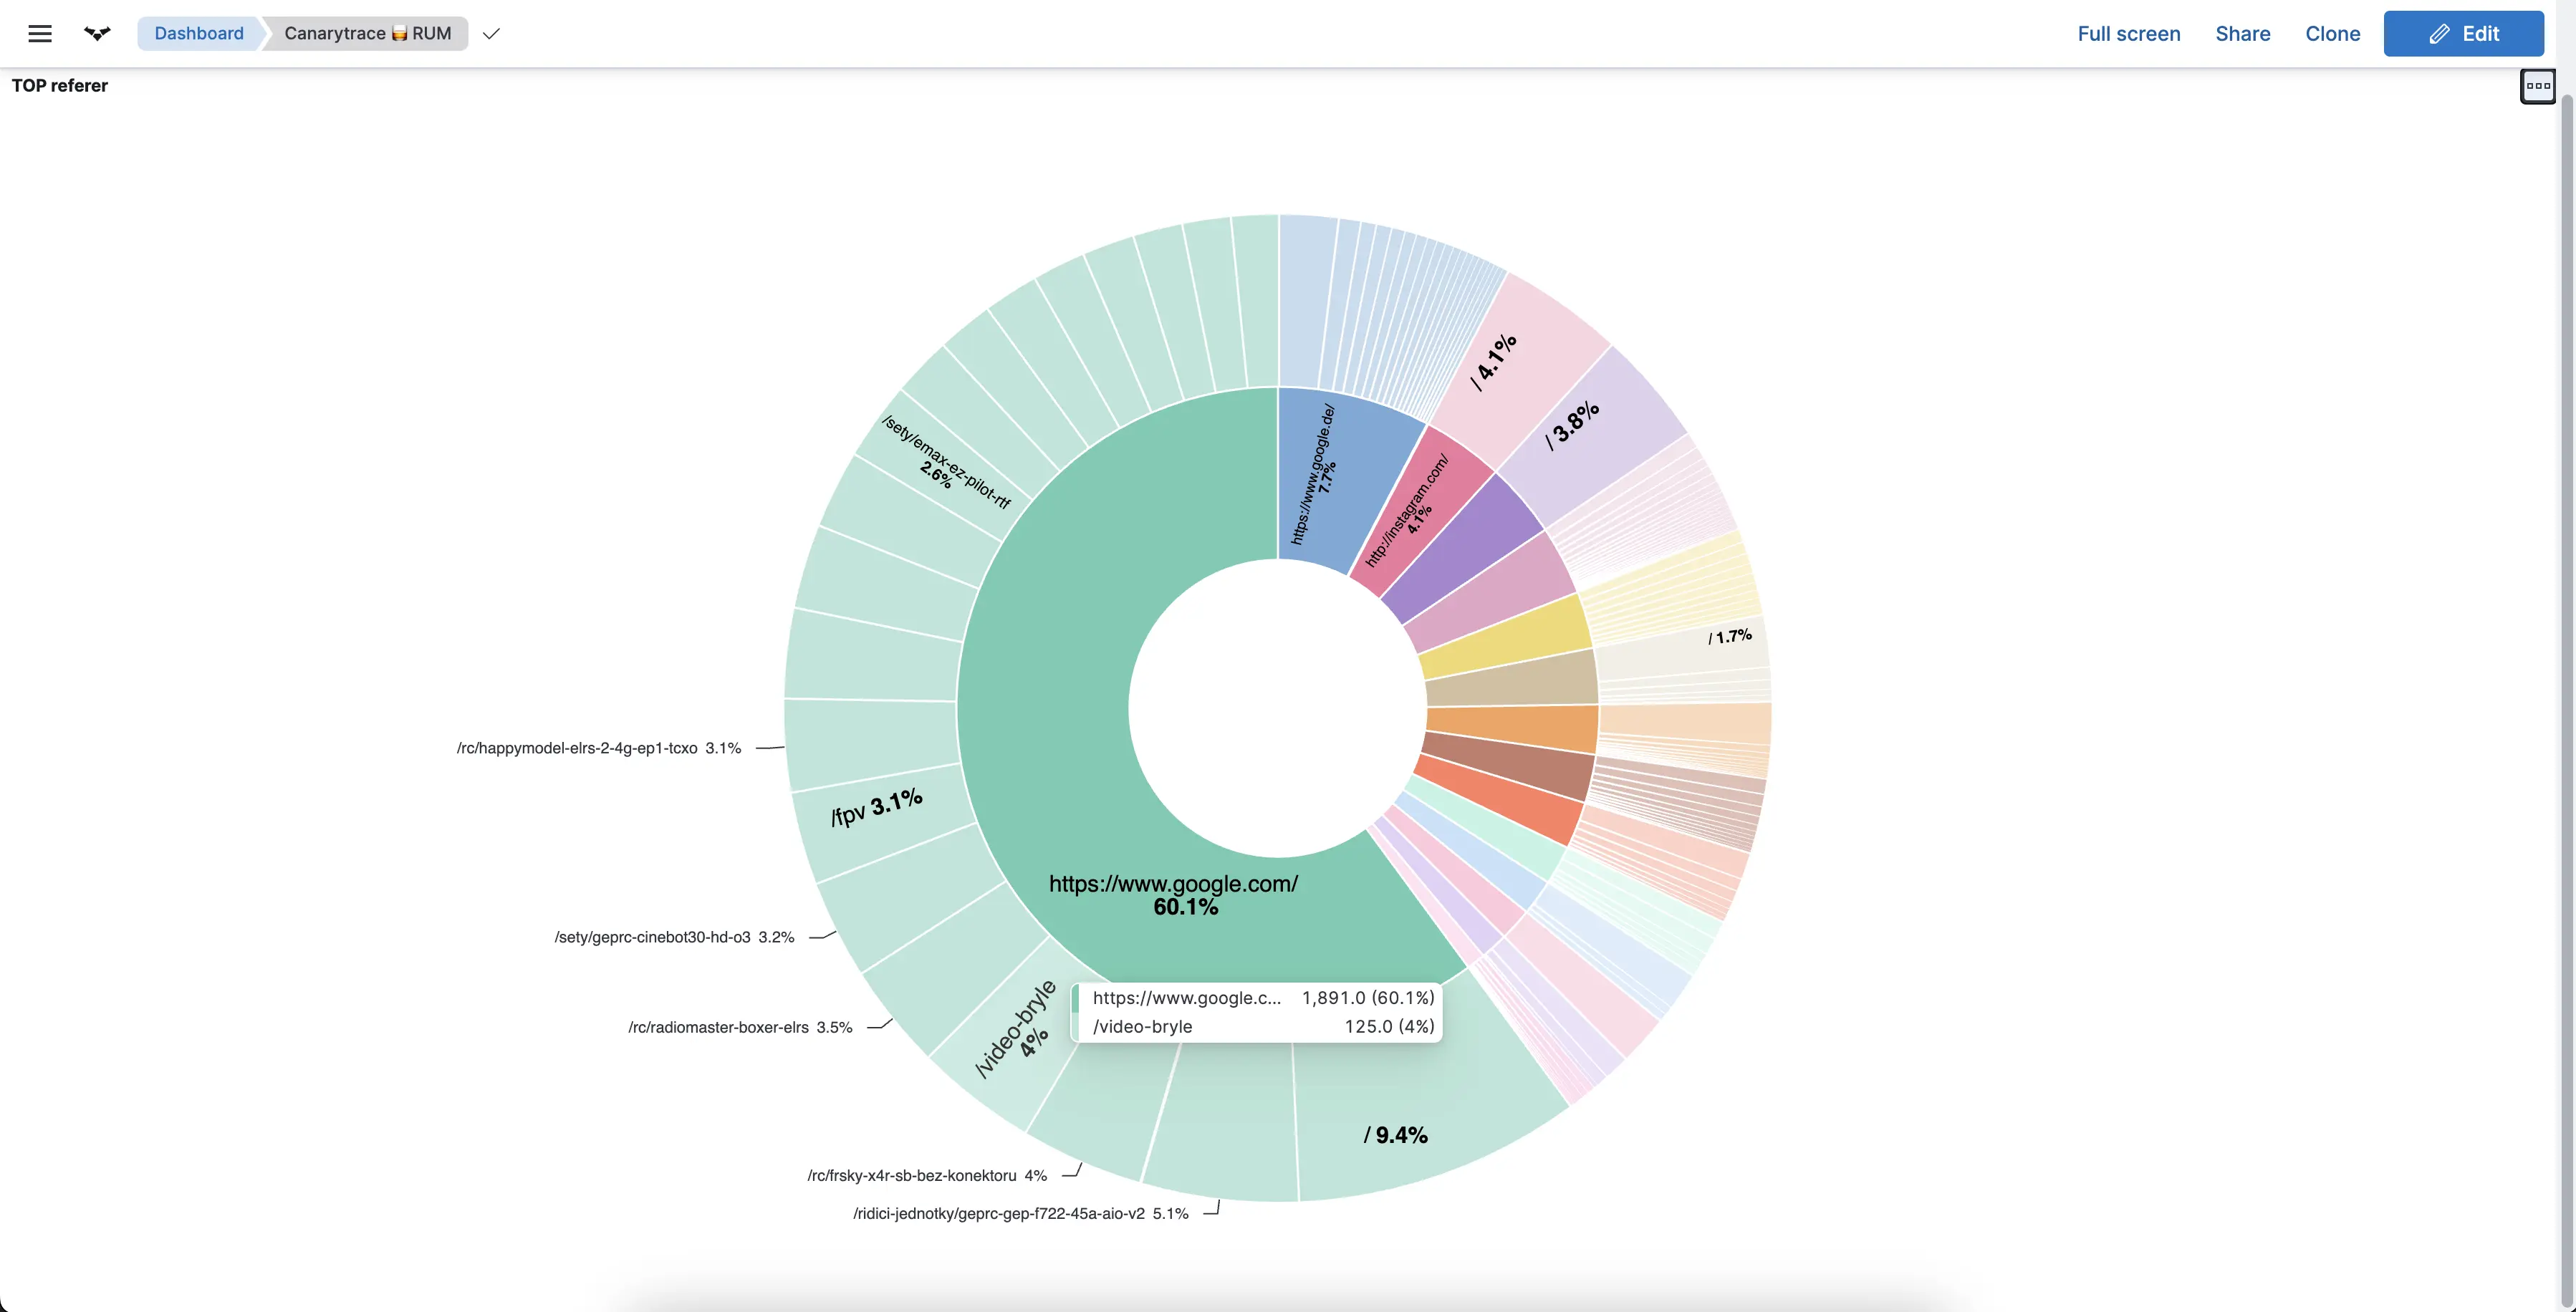 Dashboard
Canarytrace 🥃 RUM
Full screen
Share
Clone
Edit
TOP referer
/ 4.1%
/ 3.8%
/sety/emax-ez-pilot-rtf
2.6%
https://www.google.de/
7.7%
http://instagram.com/
4.1%
/ 1.7%
/rc/happymodel-elrs-2-4g-ep1-tcxo 3.1%
/fpv 3.1%
https://www.google.com/
60.1%
/sety/geprc-cinebot30-hd-o3 3.2%
https://www.google.c... 1,891.0 (60.1%)
/video-bryle 125.0 (4%)
/rc/radiomaster-boxer-elrs 3.5%
/video-bryle
4%
/ 9.4%
/rc/frsky-x4r-sb-bez-konektoru 4%
/ridici-jednotky/geprc-gep-f722-45a-aio-v2 5.1%